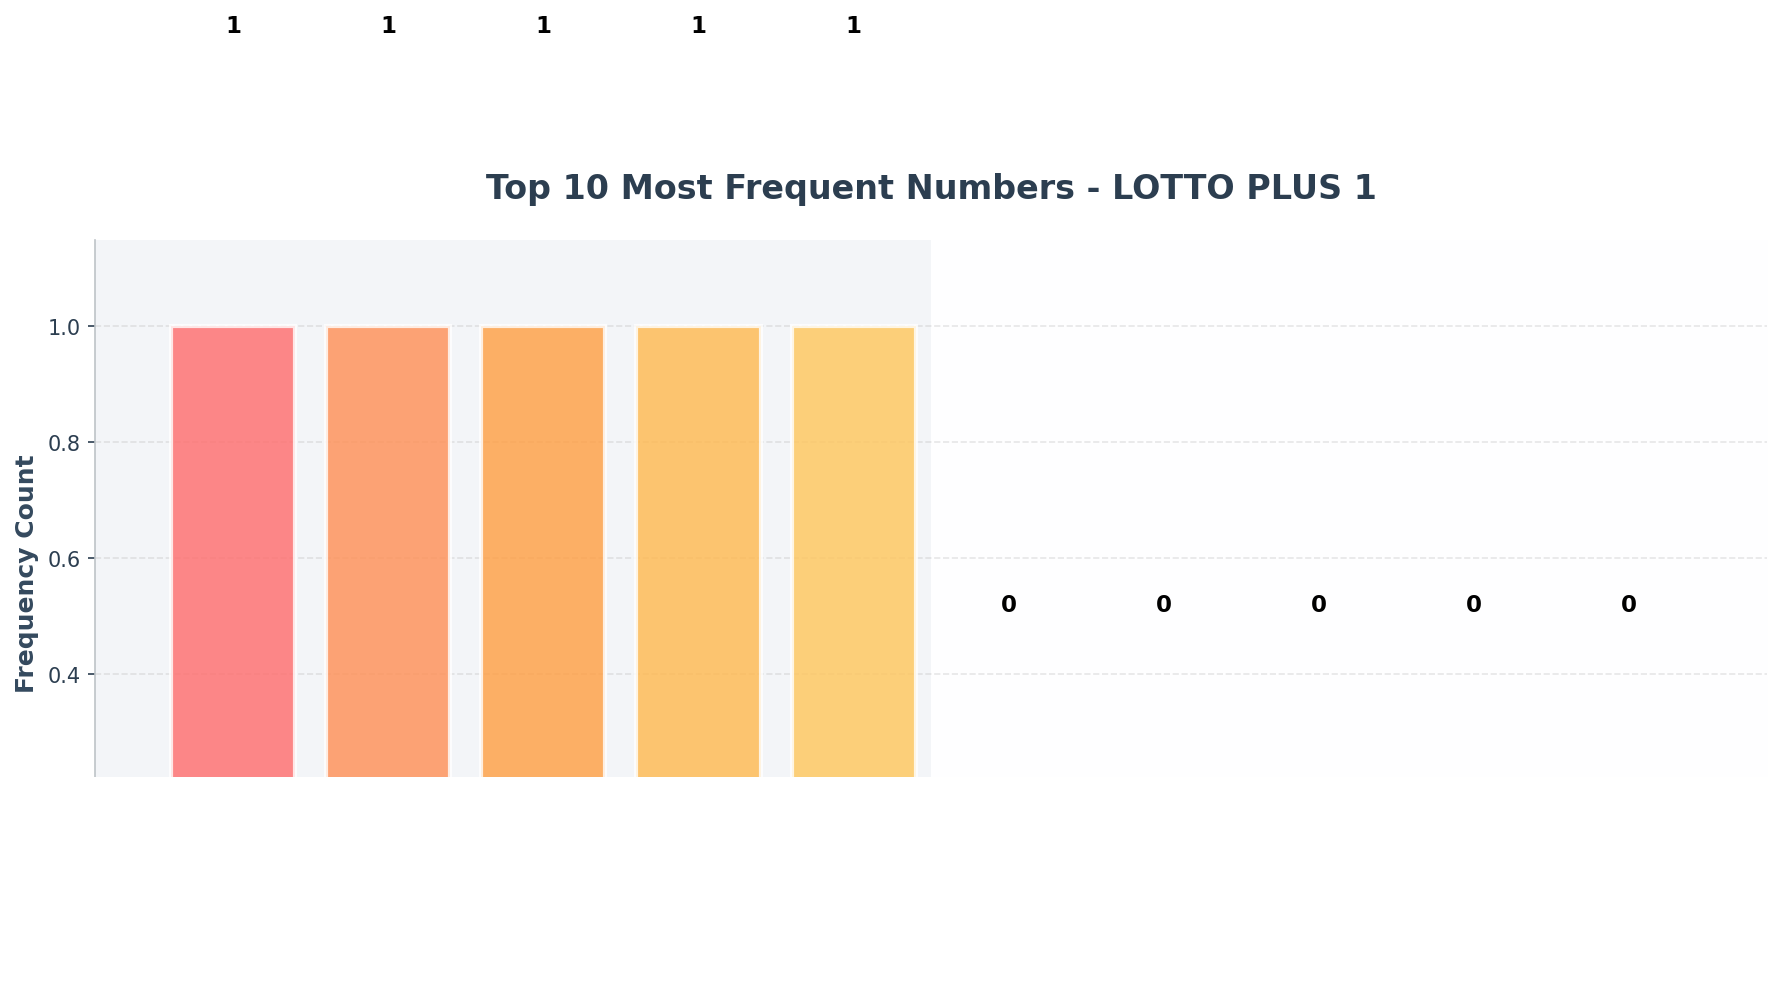 1 1 1 1 1
Top 10 Most Frequent Numbers - LOTTO PLUS 1
Frequency Count
1.0
0.8
0.6
0.4
0 0 0 0 0